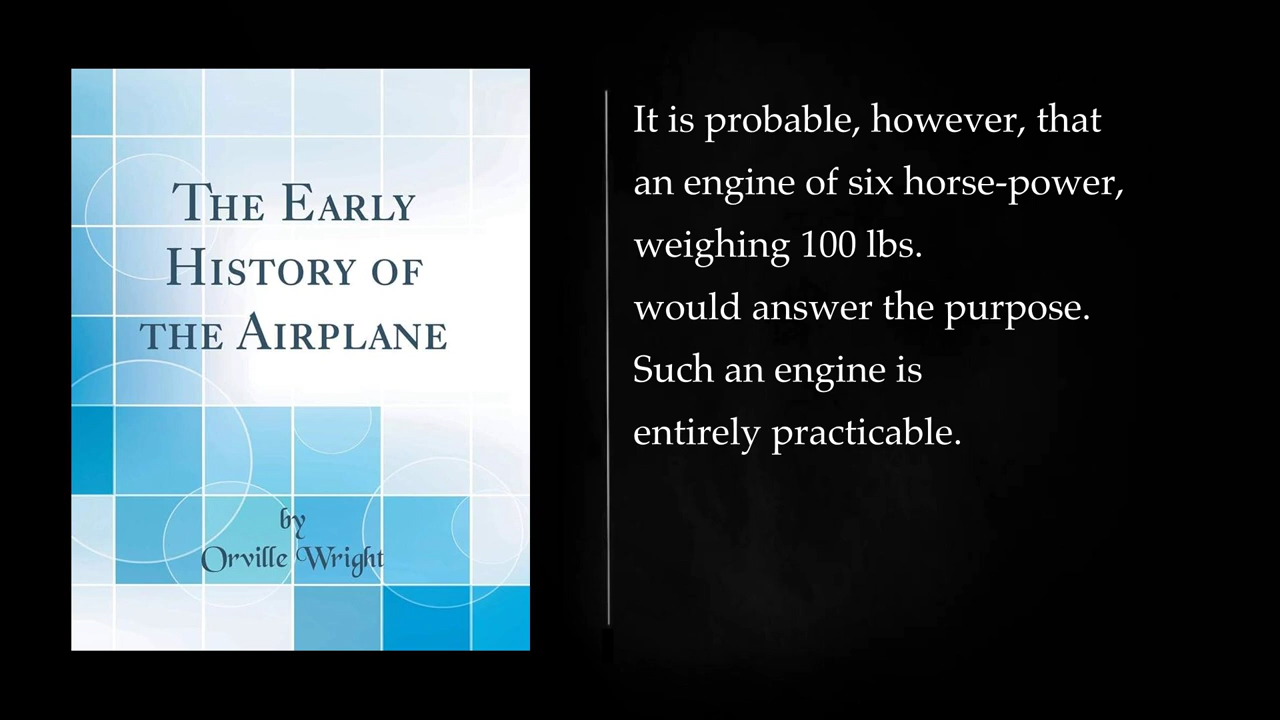 The Early
History of
the Airplane
by
Orville Wright
It is probable, however, that
an engine of six horse-power,
weighing 100 lbs.
would answer the purpose.
Such an engine is
entirely practicable.